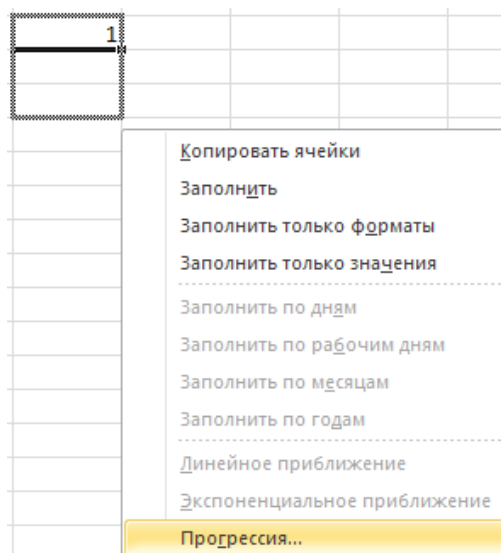 1
Копировать ячейки
Заполнить
Заполнить только форматы
Заполнить только значения
Заполнить по дням
Заполнить по рабочим дням
Заполнить по месяцам
Заполнить по годам
Линейное приближение
Экспоненциальное приближение
Прогрессия...